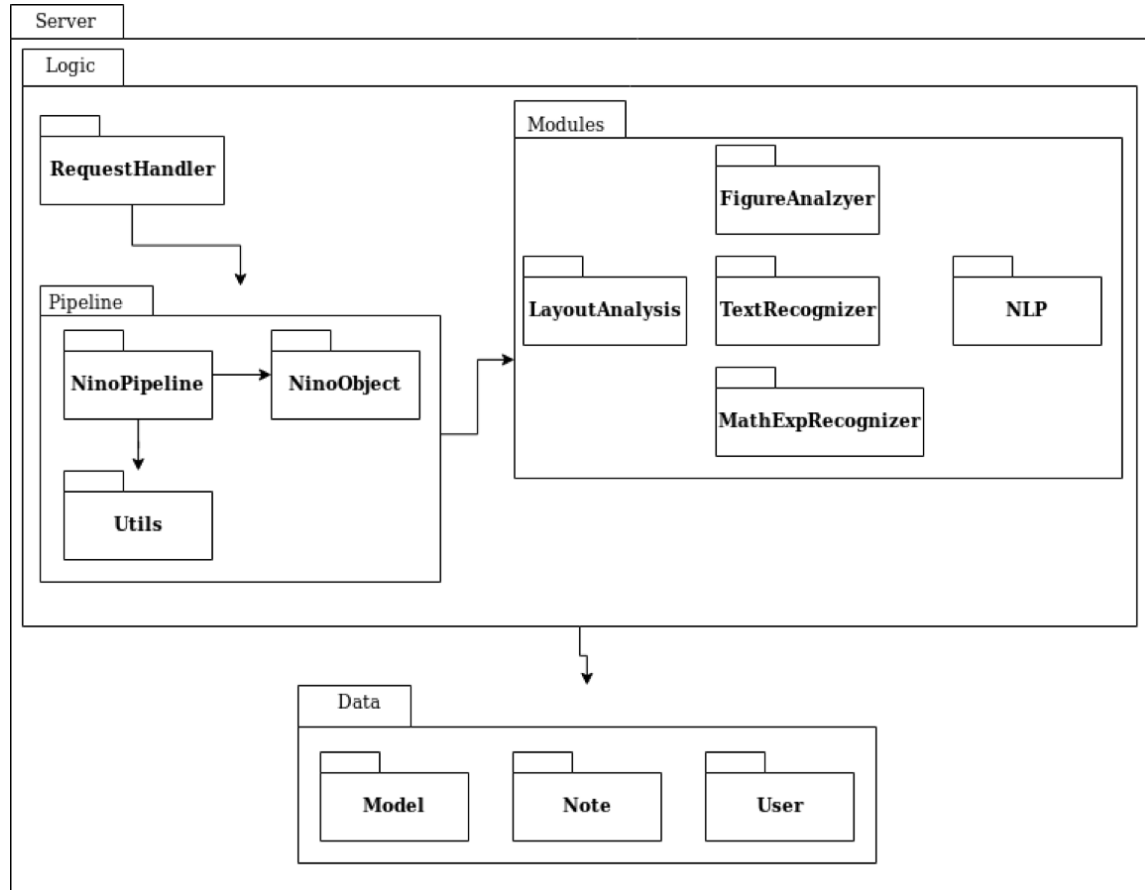 Server
Logic
RequestHandler
Modules
FigureAnalzyer
LayoutAnalysis
TextRecognizer
NLP
MathExpRecognizer
Pipeline
NinoPipeline
NinoObject
Utils
Data
Model
Note
User